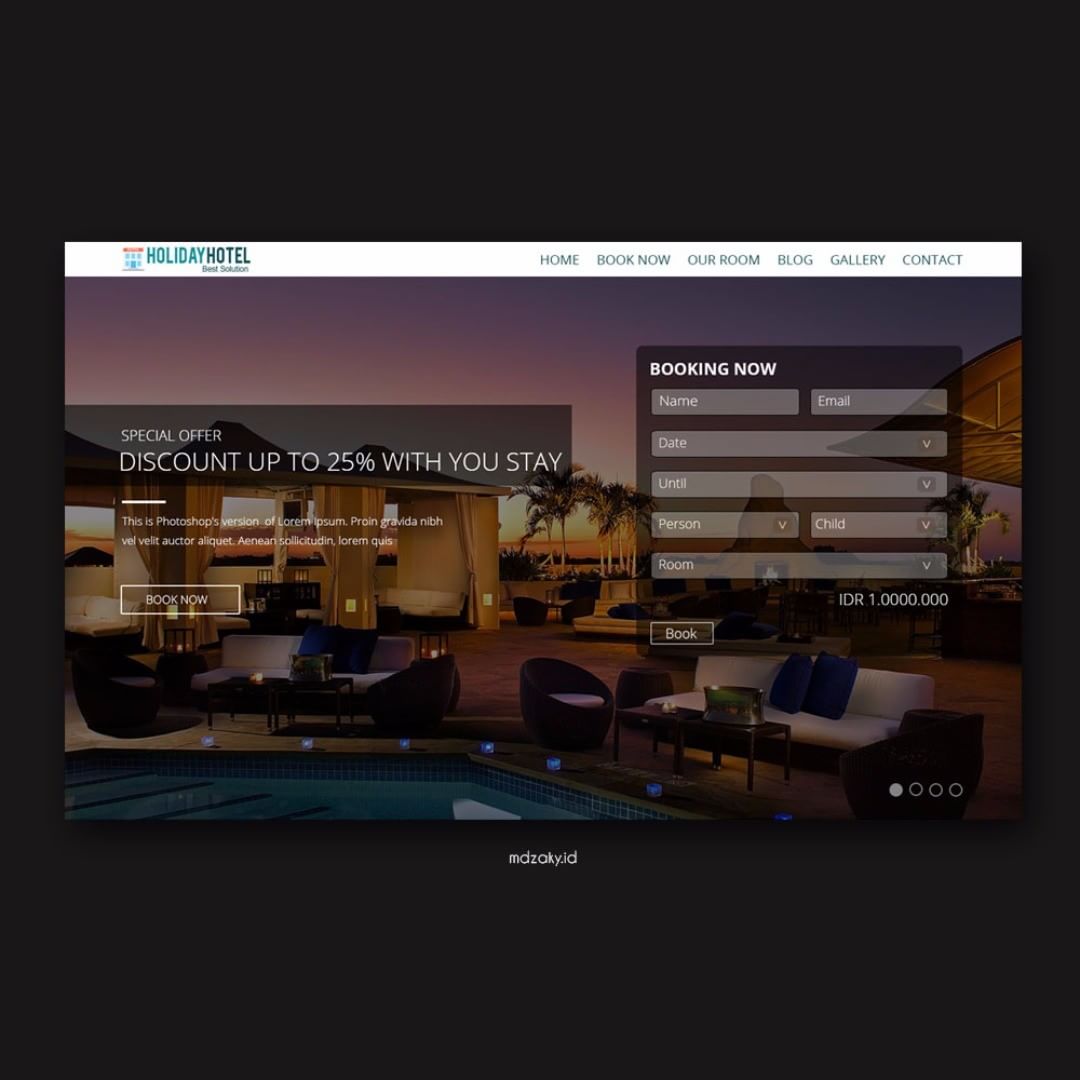 HOLIDAYHOTEL
Best Solution
HOME BOOK NOW OUR ROOM BLOG GALLERY CONTACT
SPECIAL OFFER
DISCOUNT UP TO 25% WITH YOU STAY
This is Photoshop's version of Lorem Ipsum. Proin gravida nibh
vel velit auctor aliquet. Aenean sollicitudin, lorem quis
BOOK NOW
BOOKING NOW
Name Email
Date V
Until V
Person V Child V
Room V
IDR 1.0000.000
Book
mdzaky.id